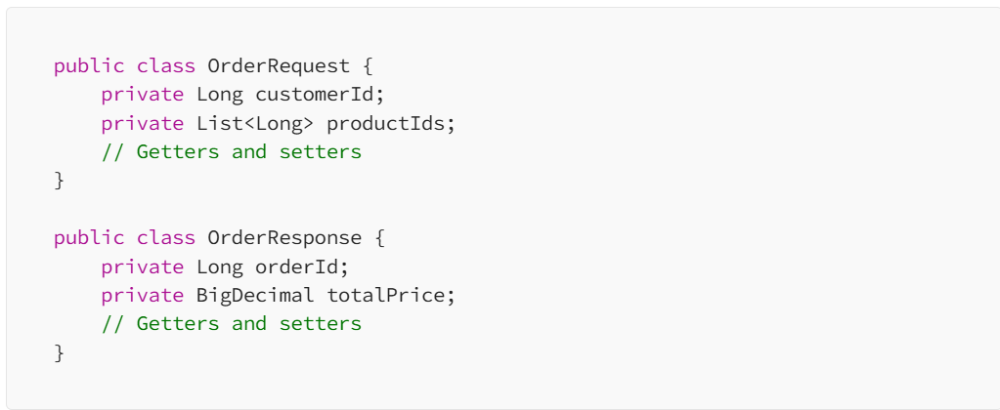 public class OrderRequest {
    private Long customerId;
    private List<Long> productIds;
    // Getters and setters
}

public class OrderResponse {
    private Long orderId;
    private BigDecimal totalPrice;
    // Getters and setters
}